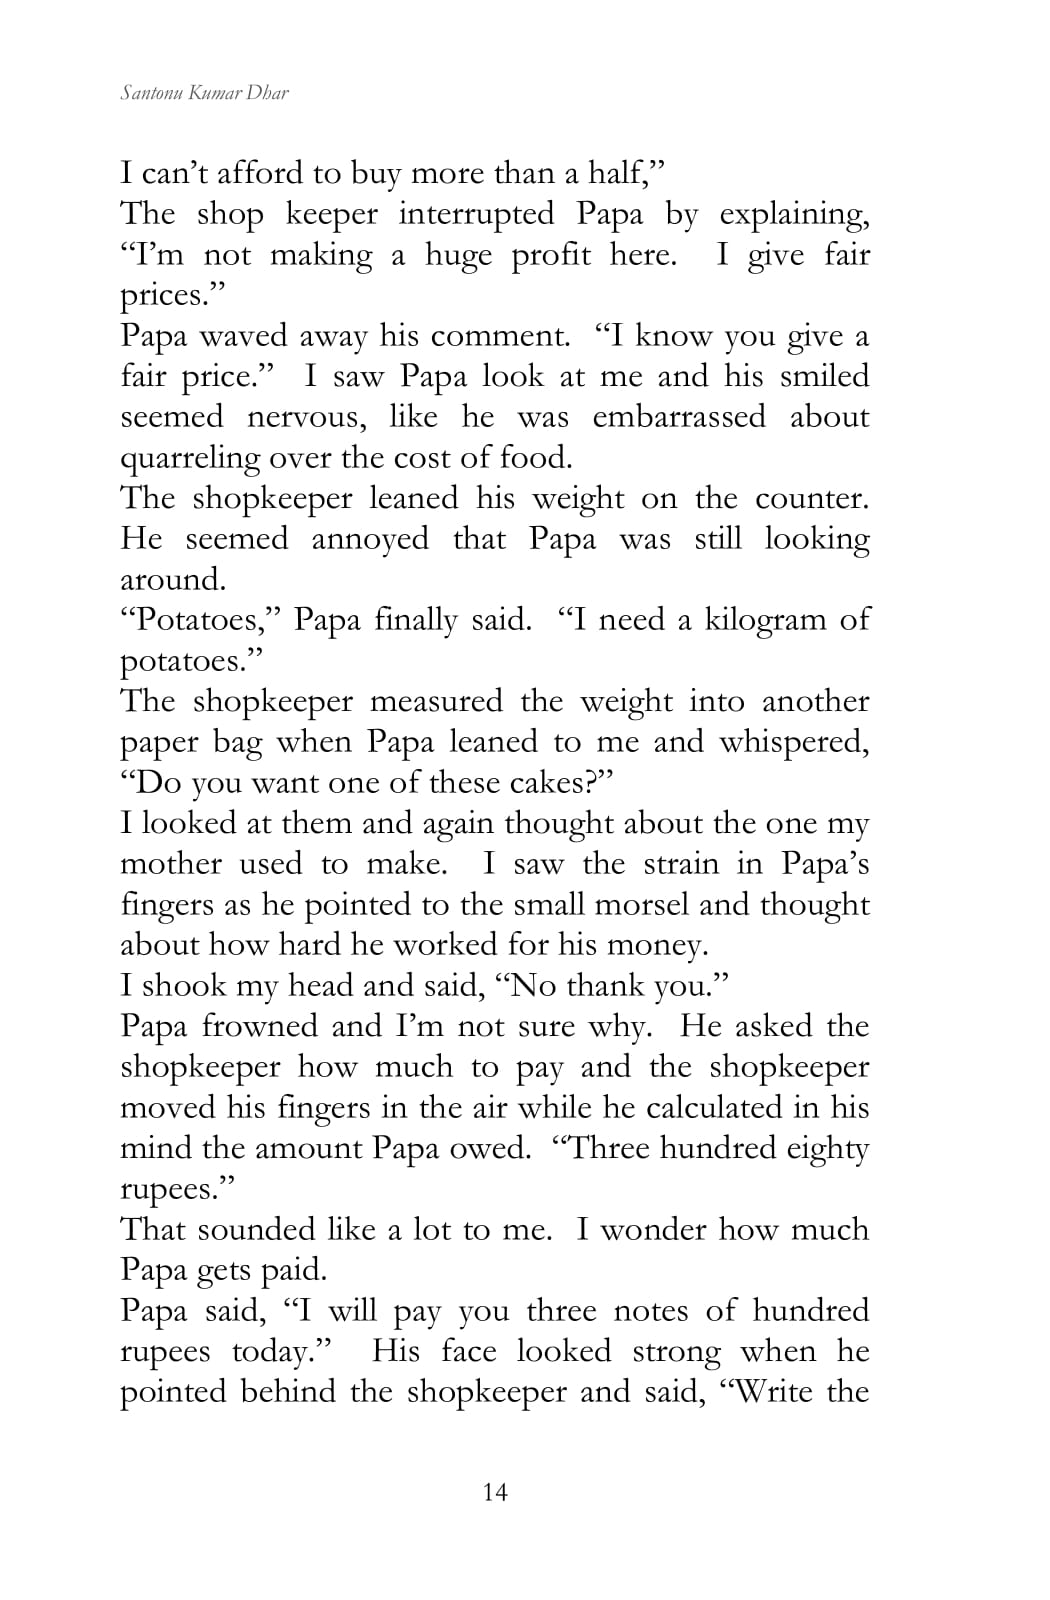 Santonu Kumar Dhar
I can’t afford to buy more than a half,”
The shop keeper interrupted Papa by explaining,
“I’m not making a huge profit here. I give fair
prices.”
Papa waved away his comment. “I know you give a
fair price.” I saw Papa look at me and his smiled
seemed nervous, like he was embarrassed about
quarreling over the cost of food.
The shopkeeper leaned his weight on the counter.
He seemed annoyed that Papa was still looking
around.
“Potatoes,” Papa finally said. “I need a kilogram of
potatoes.”
The shopkeeper measured the weight into another
paper bag when Papa leaned to me and whispered,
“Do you want one of these cakes?”
I looked at them and again thought about the one my
mother used to make. I saw the strain in Papa’s
fingers as he pointed to the small morsel and thought
about how hard he worked for his money.
I shook my head and said, “No thank you.”
Papa frowned and I’m not sure why. He asked the
shopkeeper how much to pay and the shopkeeper
moved his fingers in the air while he calculated in his
mind the amount Papa owed. “Three hundred eighty
rupees.”
That sounded like a lot to me. I wonder how much
Papa gets paid.
Papa said, “I will pay you three notes of hundred
rupees today.” His face looked strong when he
pointed behind the shopkeeper and said, “Write the
14